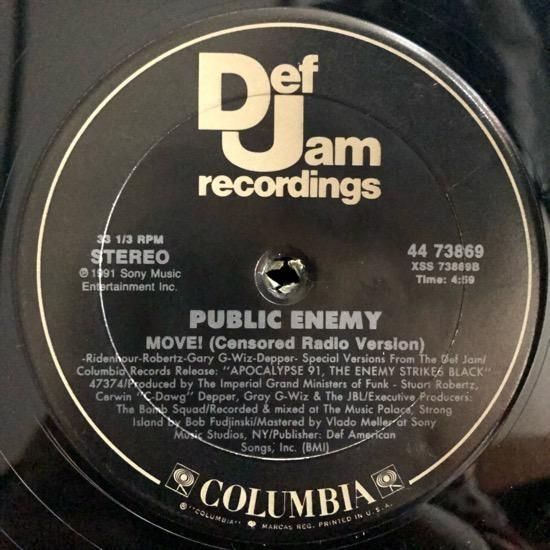 Def
Jam
recordings
33 1/3 RPM
STEREO
℗ 1991 Sony Music
Entertainment Inc.
44 73869
XSS 73869B
Time: 4:59
PUBLIC ENEMY
MOVE! (Censored Radio Version)
-Ridenhour-Robertz-Gary G-Wiz-Depper- Special Versions From The Def Jam/
Columbia Records Release: "APOCALYPSE 91, THE ENEMY STRIKES BLACK"
47374/Produced by The Imperial Grand Ministers of Funk - Stuart Robertz,
Cerwin "C-Dawg" Depper, Gray G-Wiz & The JBL/Executive Producers:
The Bomb Squad/Recorded & mixed at The Music Palace, Strong
Island by Bob Fudjinski/Mastered by Vlado Meller at Sony
Music Studios, NY/Publisher: Def American
Songs, Inc. (BMI)
COLUMBIA
®"COLUMBIA" MARCAS REG. PRINTED IN U.S.A.